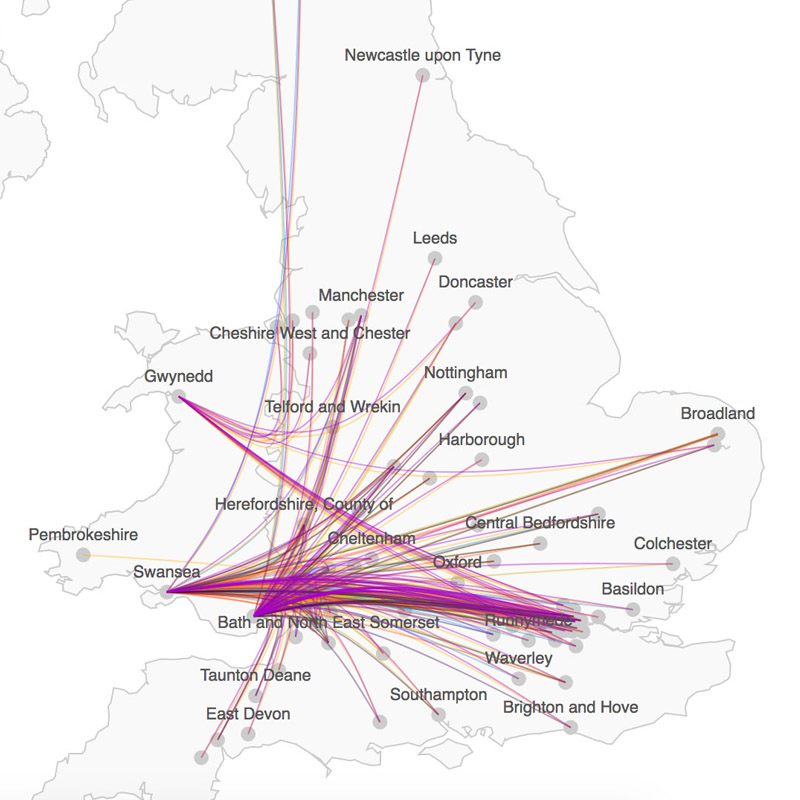 Newcastle upon Tyne
Leeds
Doncaster
Manchester
Cheshire West and Chester
Gwynedd
Nottingham
Telford and Wrekin
Broadland
Harborough
Herefordshire, County of
Central Bedfordshire
Pembrokeshire
Cheltenham
Colchester
Oxford
Swansea
Basildon
Bath and North East Somerset
Runnymede
Waverley
Taunton Deane
Southampton
Brighton and Hove
East Devon